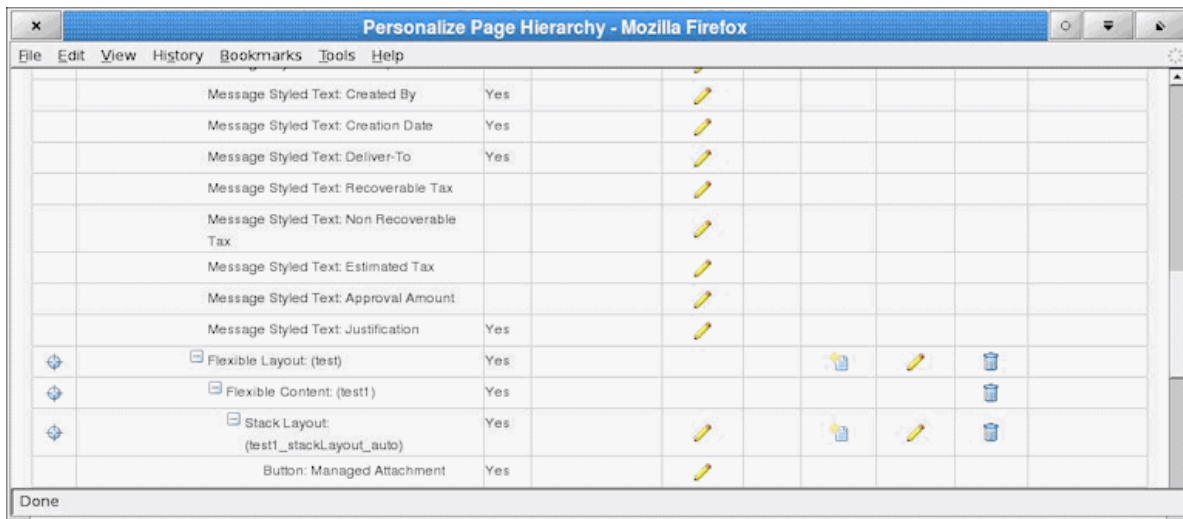 Personalize Page Hierarchy - Mozilla Firefox
File Edit View History Bookmarks Tools Help
Message Styled Text: Created By Yes
Message Styled Text: Creation Date Yes
Message Styled Text: Deliver-To Yes
Message Styled Text: Recoverable Tax
Message Styled Text: Non Recoverable
Tax
Message Styled Text: Estimated Tax
Message Styled Text: Approval Amount
Message Styled Text: Justification Yes
Flexible Layout: (test) Yes
Flexible Content: (test1) Yes
Stack Layout: Yes
(test1_stackLayout_auto)
Button: Managed Attachment Yes
Done